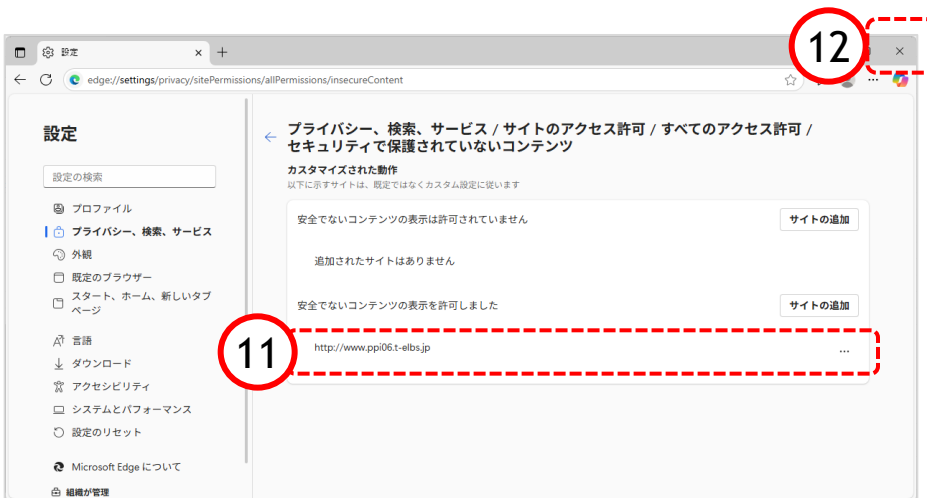 12
設定
edge://settings/privacy/sitePermissions/allPermissions/insecureContent
設定
設定の検索
プロファイル
プライバシー、検索、サービス
外観
既定のブラウザー
スタート、ホーム、新しいタブ
ページ
言語
ダウンロード
アクセシビリティ
システムとパフォーマンス
設定のリセット
Microsoft Edge について
組織が管理
プライバシー、検索、サービス / サイトのアクセス許可 / すべてのアクセス許可 /
セキュリティで保護されていないコンテンツ
カスタマイズされた動作
以下に示すサイトは、既定ではなくカスタム設定に従います
安全でないコンテンツの表示は許可されていません
サイトの追加
追加されたサイトはありません
安全でないコンテンツの表示を許可しました
サイトの追加
11
http://www.ppi06.t-elbs.jp